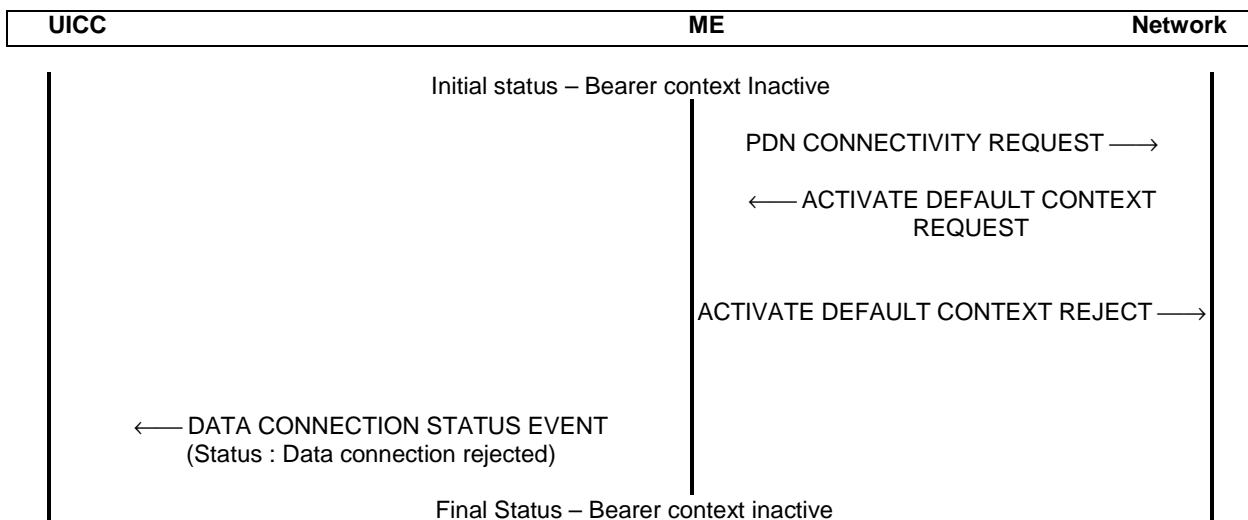 UICC ME Network
Initial status – Bearer context Inactive
PDN CONNECTIVITY REQUEST ⟶
⟵ ACTIVATE DEFAULT CONTEXT
REQUEST
ACTIVATE DEFAULT CONTEXT REJECT ⟶
⟵ DATA CONNECTION STATUS EVENT
(Status : Data connection rejected)
Final Status – Bearer context inactive